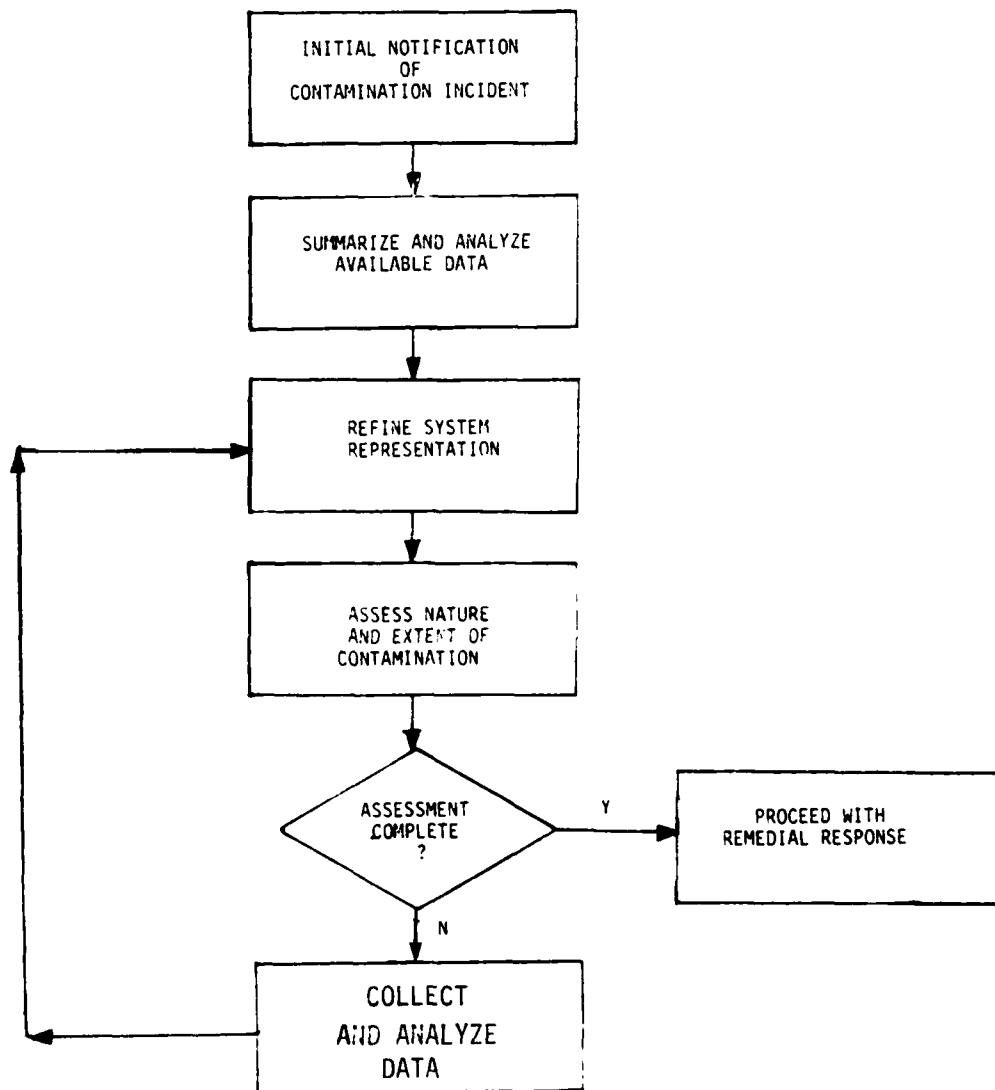 INITIAL NOTIFICATION
OF
CONTAMINATION INCIDENT
SUMMARIZE AND ANALYZE
AVAILABLE DATA
REFINE SYSTEM
REPRESENTATION
ASSESS NATURE
AND EXTENT OF
CONTAMINATION
ASSESSMENT
COMPLETE
?
Y
PROCEED WITH
REMEDIAL RESPONSE
N
COLLECT
AND ANALYZE
DATA